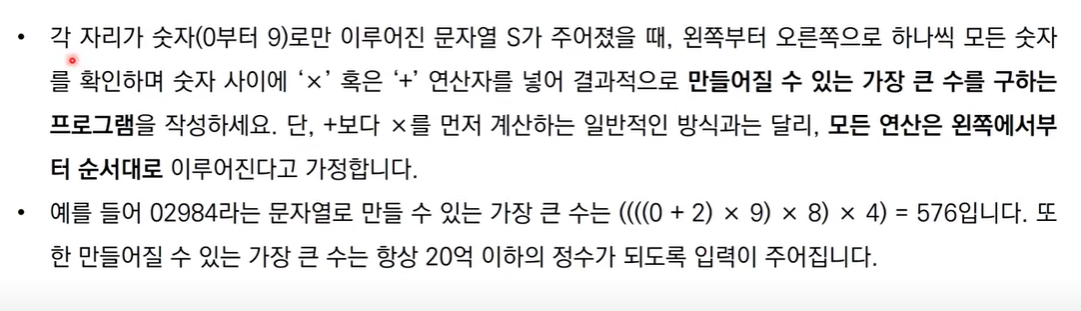 • 각 자리가 숫자(0부터 9)로만 이루어진 문자열 S가 주어졌을 때, 왼쪽부터 오른쪽으로 하나씩 모든 숫자
를 확인하며 숫자 사이에 ‘×’ 혹은 ‘+’ 연산자를 넣어 결과적으로 만들어질 수 있는 가장 큰 수를 구하는
프로그램을 작성하세요. 단, +보다 ×를 먼저 계산하는 일반적인 방식과는 달리, 모든 연산은 왼쪽에서부
터 순서대로 이루어진다고 가정합니다.
• 예를 들어 02984라는 문자열로 만들 수 있는 가장 큰 수는 ((((0 + 2) × 9) × 8) × 4) = 576입니다. 또
한 만들어질 수 있는 가장 큰 수는 항상 20억 이하의 정수가 되도록 입력이 주어집니다.